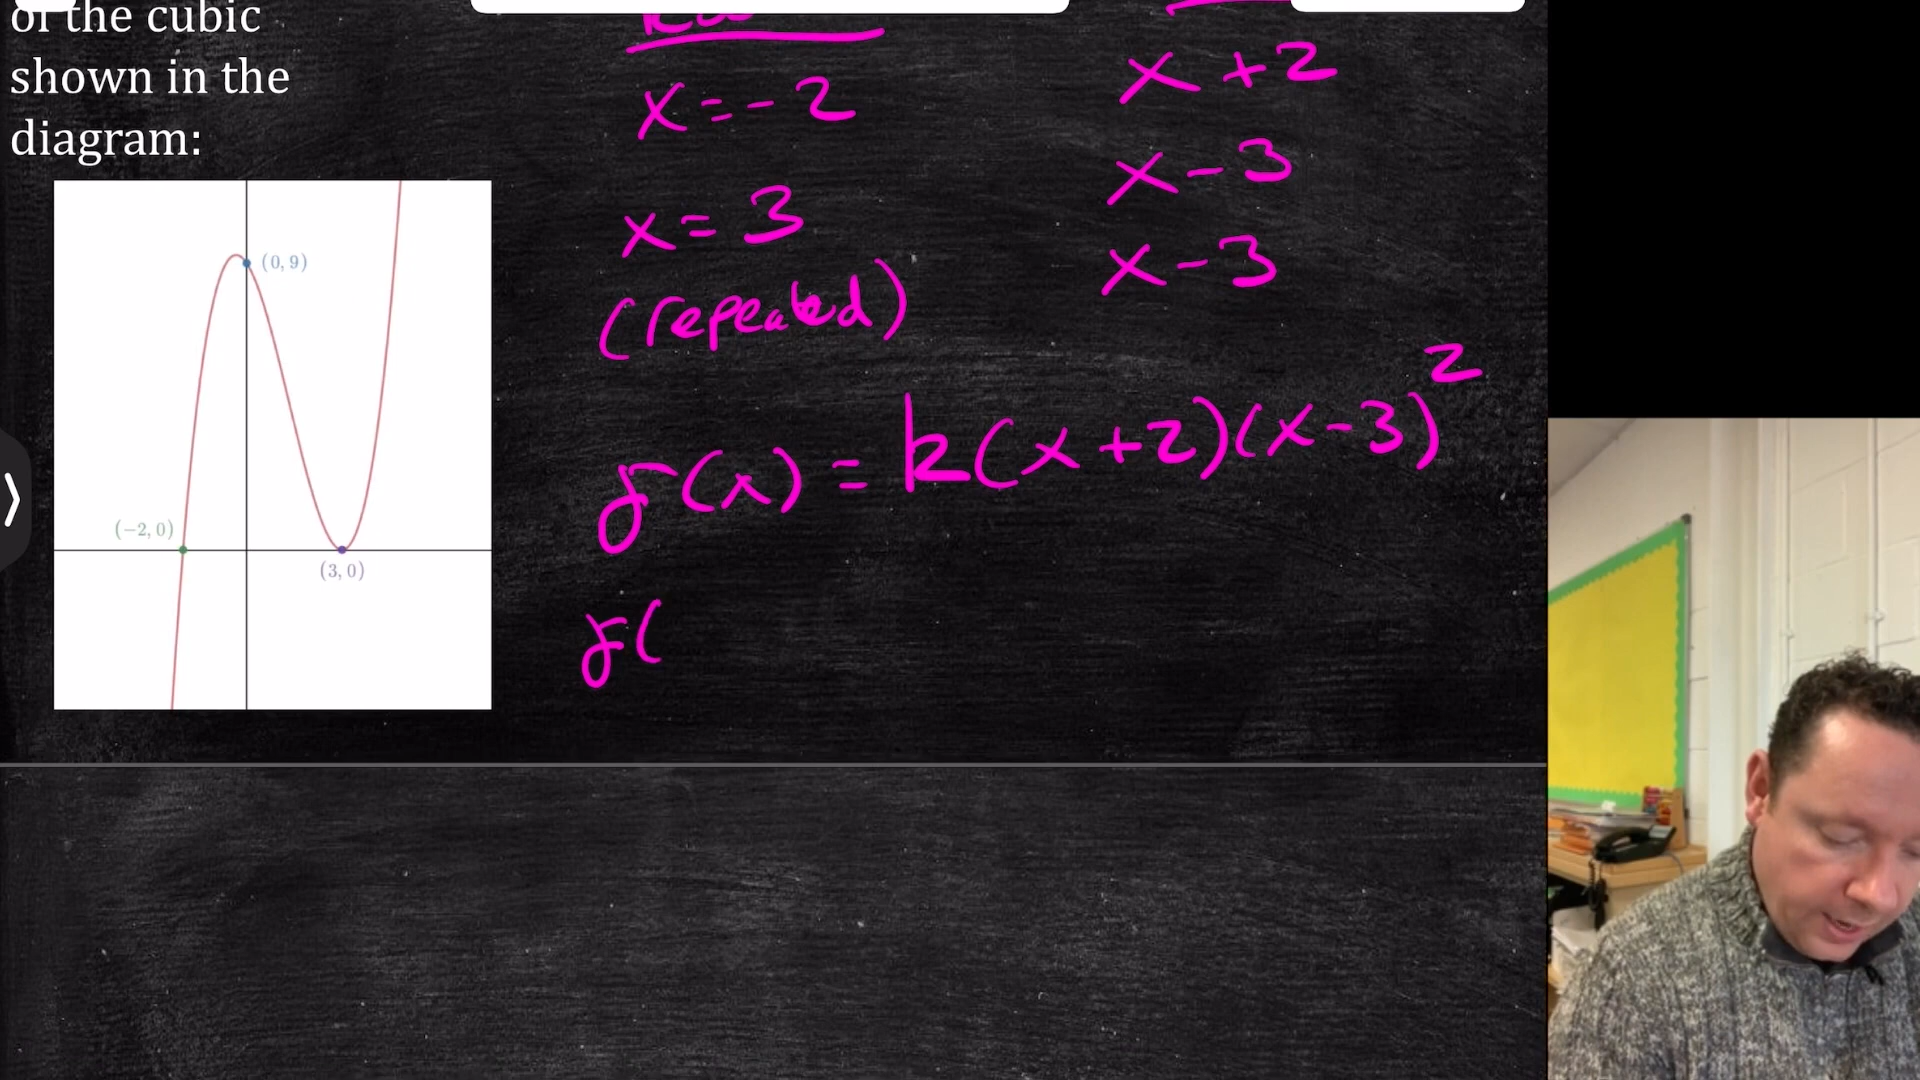 of the cubic
shown in the
diagram:
(0, 9)
(−2, 0)
(3, 0)
x = -2
x = 3
(repeated)
x + 2
x - 3
x - 3
f(x) = k(x+2)(x-3)²
f(